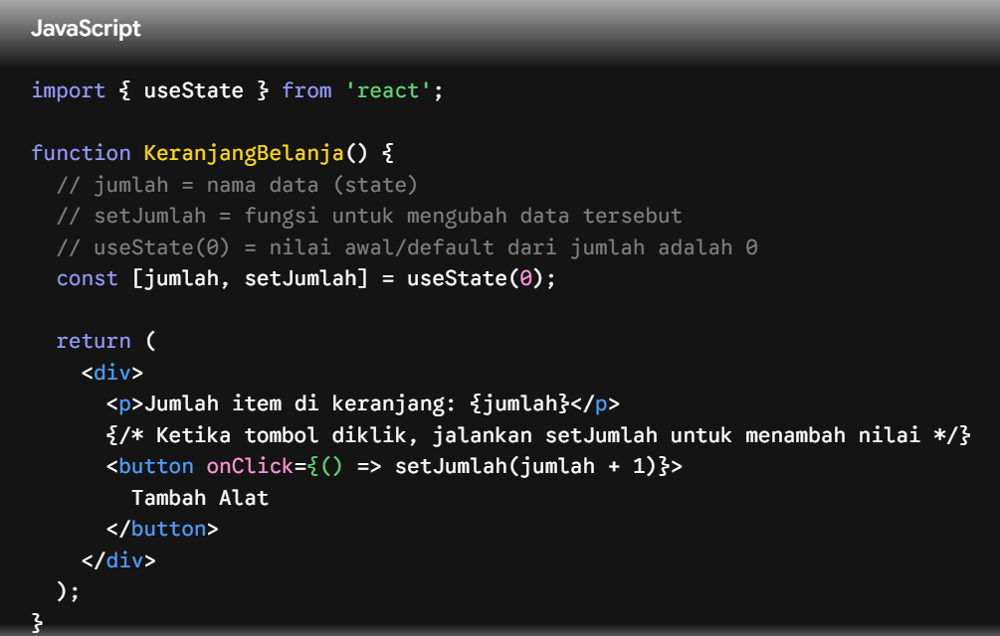 JavaScript
import { useState } from 'react';
function KeranjangBelanja() {
// jumlah = nama data (state)
// setJumlah = fungsi untuk mengubah data tersebut
// useState(0) = nilai awal/default dari jumlah adalah 0
const [jumlah, setJumlah] = useState(0);
return (
<div>
<p>Jumlah item di keranjang: {jumlah}</p>
{/* Ketika tombol diklik, jalankan setJumlah untuk menambah nilai */}
<button onClick={() => setJumlah(jumlah + 1)}>
Tambah Alat
</button>
</div>
);
}